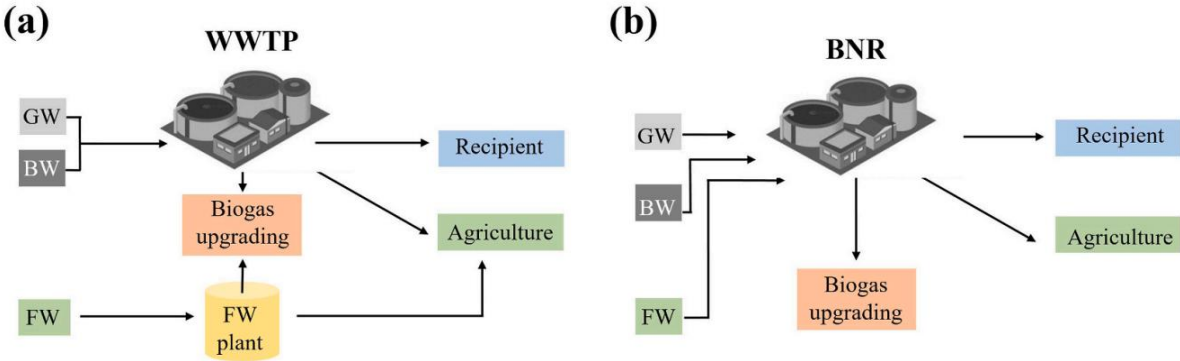 (a)
WWTP
GW
BW
Recipient
Biogas
upgrading
Agriculture
FW
FW
plant
(b)
BNR
GW
BW
FW
Recipient
Agriculture
Biogas
upgrading